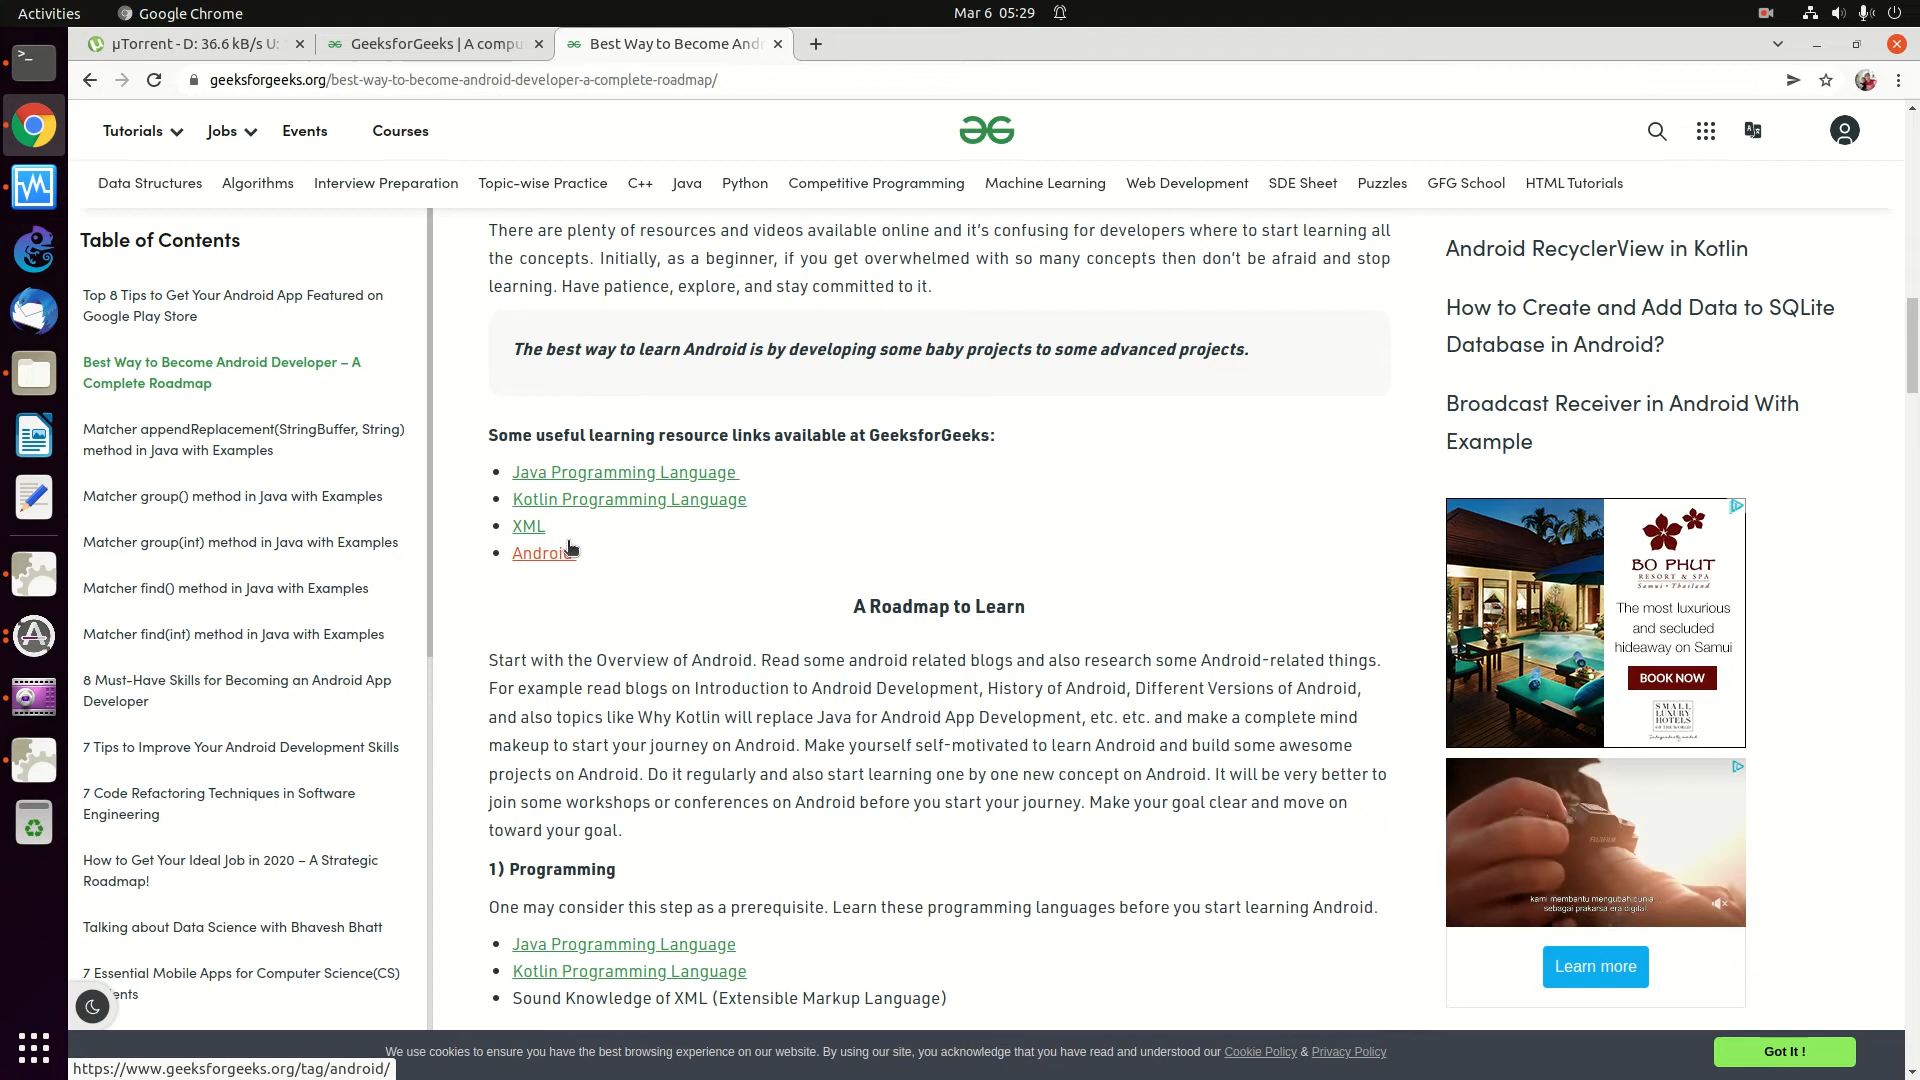 Activities
Google Chrome
Mar 6 05:29
µTorrent - D: 36.6 kB/s U:
GeeksforGeeks | A compu
Best Way to Become And
geeksforgeeks.org/best-way-to-become-android-developer-a-complete-roadmap/
Tutorials
Jobs
Events
Courses
Data Structures
Algorithms
Interview Preparation
Topic-wise Practice
C++
Java
Python
Competitive Programming
Machine Learning
Web Development
SDE Sheet
Puzzles
GFG School
HTML Tutorials
Table of Contents
Top 8 Tips to Get Your Android App Featured on
Google Play Store
Best Way to Become Android Developer – A
Complete Roadmap
Matcher appendReplacement(StringBuffer, String)
method in Java with Examples
Matcher group() method in Java with Examples
Matcher group(int) method in Java with Examples
Matcher find() method in Java with Examples
Matcher find(int) method in Java with Examples
8 Must-Have Skills for Becoming an Android App
Developer
7 Tips to Improve Your Android Development Skills
7 Code Refactoring Techniques in Software
Engineering
How to Get Your Ideal Job in 2020 – A Strategic
Roadmap!
Talking about Data Science with Bhavesh Bhatt
7 Essential Mobile Apps for Computer Science(CS)
ents
https://www.geeksforgeeks.org/tag/android/
There are plenty of resources and videos available online and it's confusing for developers where to start learning all
the concepts. Initially, as a beginner, if you get overwhelmed with so many concepts then don't be afraid and stop
learning. Have patience, explore, and stay committed to it.
The best way to learn Android is by developing some baby projects to some advanced projects.
Some useful learning resource links available at GeeksforGeeks:
Java Programming Language
Kotlin Programming Language
XML
Android
A Roadmap to Learn
Start with the Overview of Android. Read some android related blogs and also research some Android-related things.
For example read blogs on Introduction to Android Development, History of Android, Different Versions of Android,
and also topics like Why Kotlin will replace Java for Android App Development, etc. etc. and make a complete mind
makeup to start your journey on Android. Make yourself self-motivated to learn Android and build some awesome
projects on Android. Do it regularly and also start learning one by one new concept on Android. It will be very better to
join some workshops or conferences on Android before you start your journey. Make your goal clear and move on
toward your goal.
1) Programming
One may consider this step as a prerequisite. Learn these programming languages before you start learning Android.
Java Programming Language
Kotlin Programming Language
Sound Knowledge of XML (Extensible Markup Language)
Android RecyclerView in Kotlin
How to Create and Add Data to SQLite
Database in Android?
Broadcast Receiver in Android With
Example
BO PHUT
RESORT & SPA
Samui • Thailand
The most luxurious
and secluded
hideaway on Samui
BOOK NOW
SMALL
LUXURY
HOTELS
FUJIFILM
kami membantu mengubah dunia,
sebagai prakarsa era digital.
Learn more
We use cookies to ensure you have the best browsing experience on our website. By using our site, you acknowledge that you have read and understood our Cookie Policy & Privacy Policy
Got It !